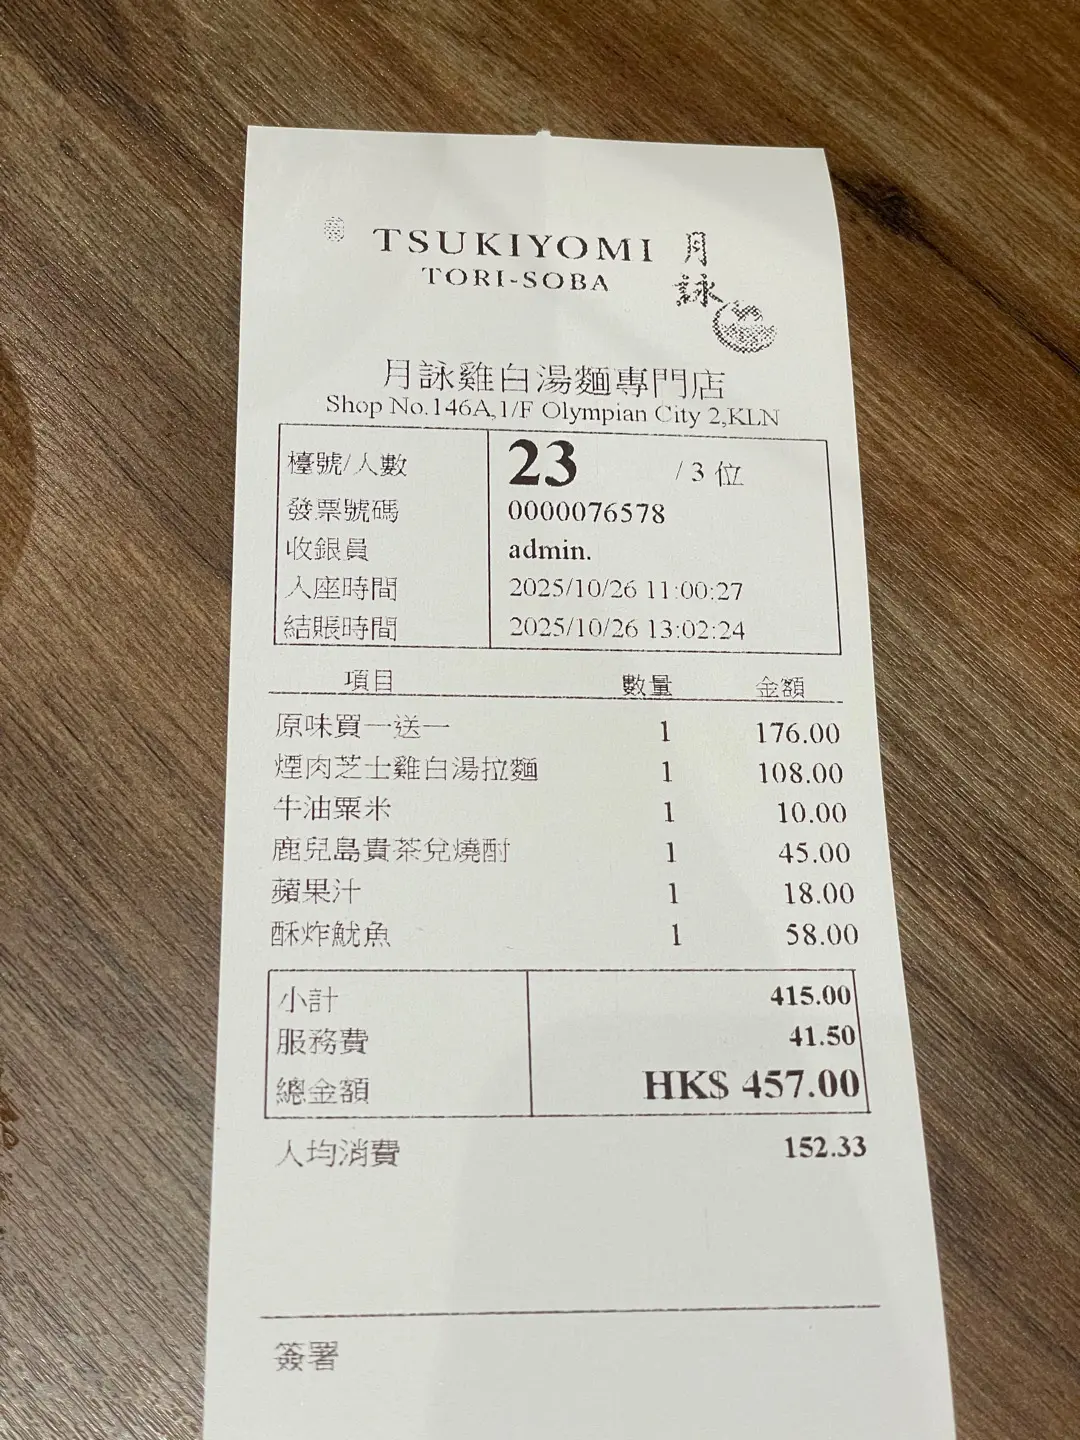 TSUKIYOMI 月詠
TORI-SOBA
月詠雞白湯麵專門店
Shop No.146A,1/F Olympian City 2,KLN
檯號/人數 23 /3 位
發票號碼 0000076578
收銀員 admin.
入座時間 2025/10/26 11:00:27
結賬時間 2025/10/26 13:02:24
項目 數量 金額
原味買一送一 1 176.00
煙肉芝士雞白湯拉麵 1 108.00
牛油粟米 1 10.00
鹿兒島貴茶兌燒酎 1 45.00
蘋果汁 1 18.00
酥炸魷魚 1 58.00
小計 415.00
服務費 41.50
總金額 HK$ 457.00
人均消費 152.33
簽署